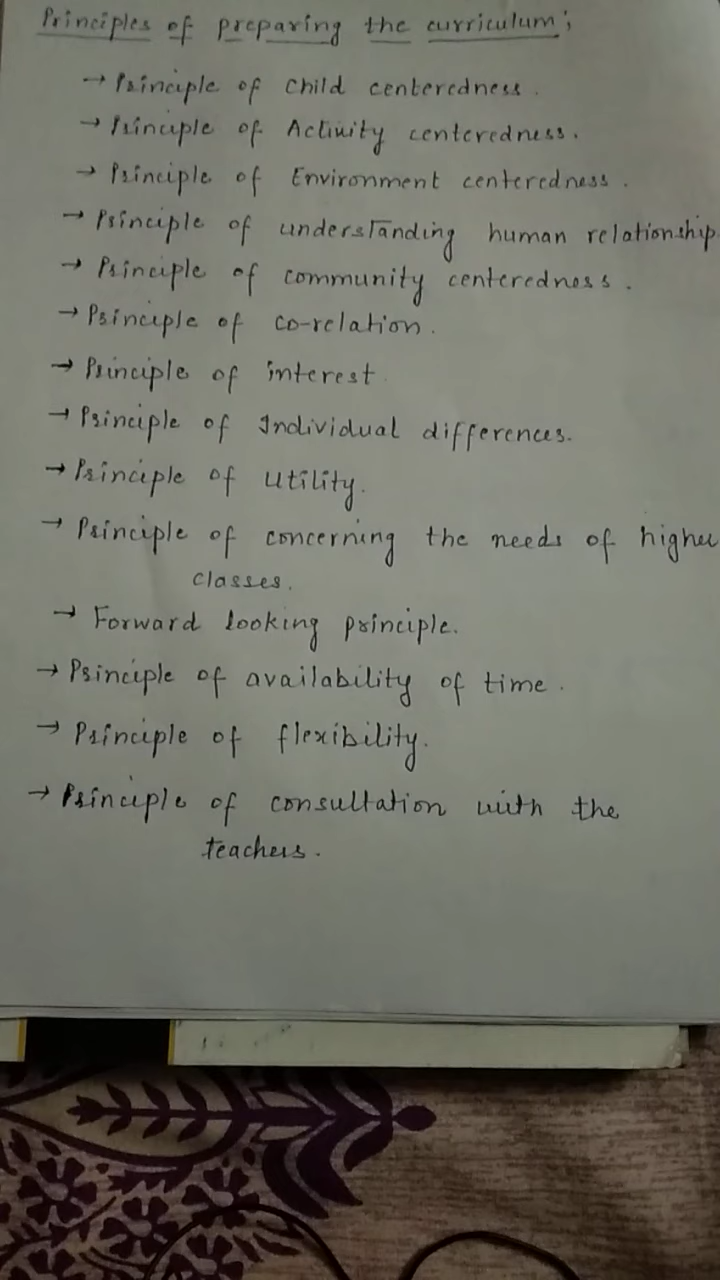 Principles of preparing the curriculum;
→ Principle of Child centeredness.
→ Principle of Activity centeredness.
→ Principle of Environment centeredness.
→ Principle of understanding human relationship
→ Principle of community centeredness.
→ Principle of co-relation.
→ Principle of interest
→ Principle of Individual differences.
→ Principle of Utility.
→ Principle of concerning the needs of higher
classes.
→ Forward looking principle.
→ Principle of availability of time.
→ Principle of flexibility.
→ Principle of consultation with the
teachers.